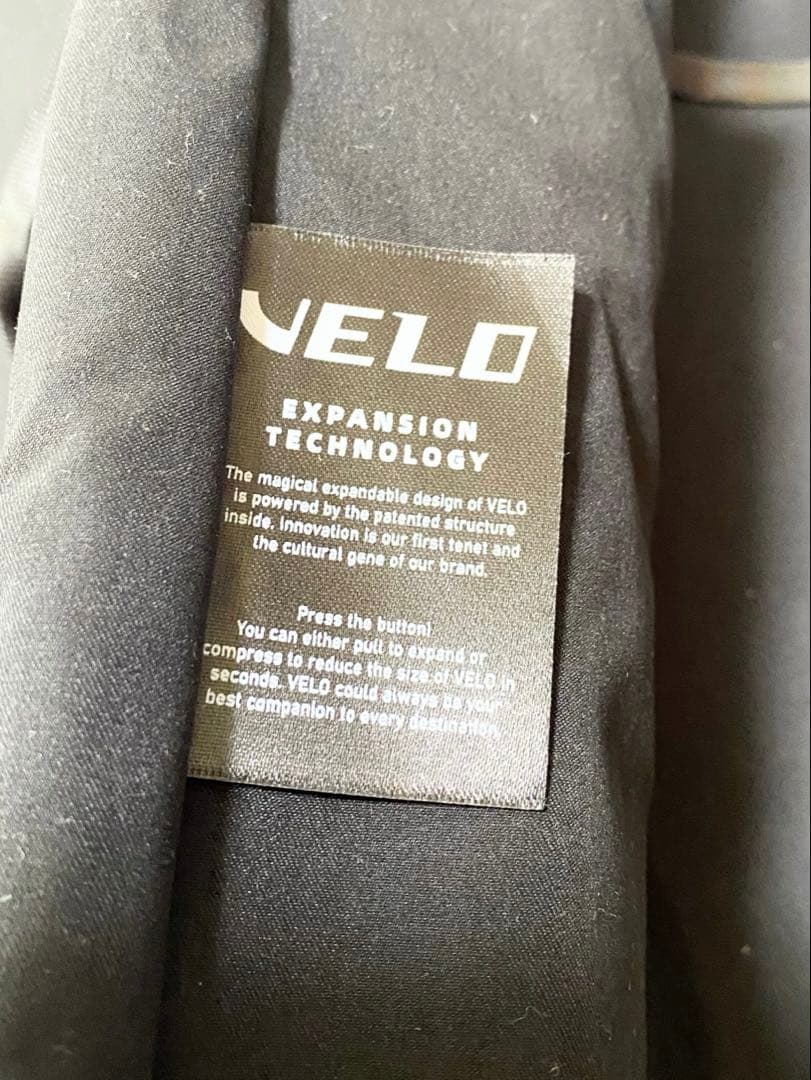 VELO
EXPANSION
TECHNOLOGY
The magical expandable design of VELO
is powered by the patented structure
inside. Innovation is our first tenet and
the cultural gene of our brand.
Press the button!
You can either pull to expand or
compress to reduce the size of VELO in
seconds. VELO could always be your
best companion to every destination.